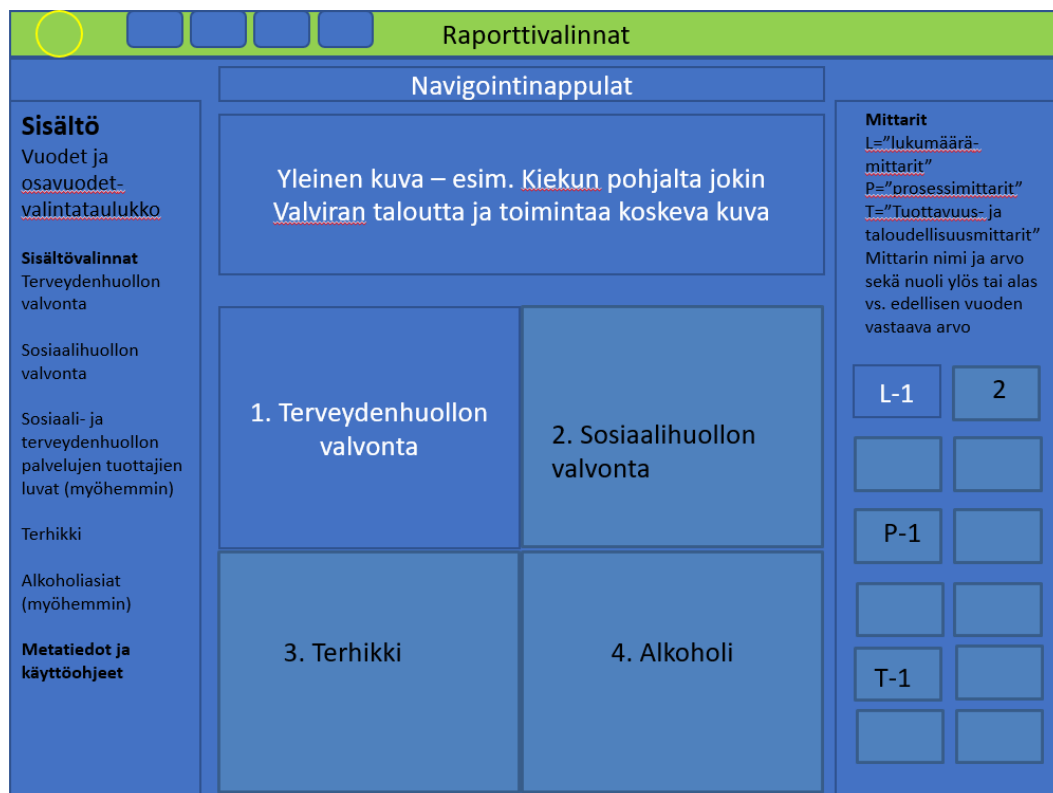 Raporttivalinnat
Navigointinappulat
Sisältö
Vuodet ja
osavuodet-
valintataulukko
Sisältövalinnat
Terveydenhuollon
valvonta
Sosiaalihuollon
valvonta
Sosiaali- ja
terveydenhuollon
palvelujen tuottajien
luvat (myöhemmin)
Terhikki
Alkoholiasiat
(myöhemmin)
Metatiedot ja
käyttöohjeet
Yleinen kuva – esim. Kiekun pohjalta jokin
Valviran taloutta ja toimintaa koskeva kuva
1. Terveydenhuollon
valvonta
2. Sosiaalihuollon
valvonta
3. Terhikki
4. Alkoholi
Mittarit
L="lukumäärä-
mittarit"
P="prosessimittarit"
T="Tuottavuus- ja
taloudellisuusmittarit"
Mittarin nimi ja arvo
sekä nuoli ylös tai alas
vs. edellisen vuoden
vastaava arvo
L-1
2
P-1
T-1